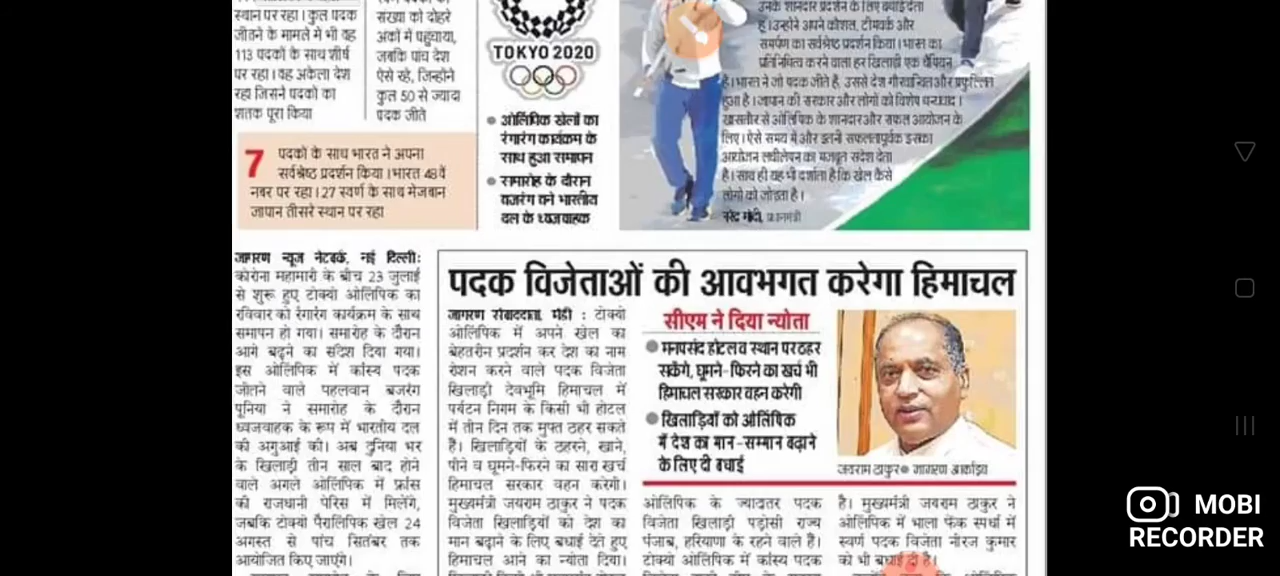 स्थान पर रहा। कुल पदक
जीतने के मामले में भी वह
113 पदकों के साथ शीर्ष
पर रहा। वह अकेला देश
रहा जिसने पदकों का
शतक पूरा किया
संख्या को दोहरे
अंकों में पहुंचाया,
जबकि पांच देश
ऐसे रहे, जिन्होंने
कुल 50 से ज्यादा
पदक जीते
7 पदकों के साथ भारत ने अपना
सर्वश्रेष्ठ प्रदर्शन किया। भारत 48वें
नंबर पर रहा। 27 स्वर्ण के साथ मेजबान
जापान तीसरे स्थान पर रहा
TOKYO 2020
ओलिंपिक खेलों का
रंगारंग कार्यक्रम के
साथ हुआ समापन
समारोह के दौरान
बजरंग बने भारतीय
दल के ध्वजवाहक
उनके शानदार प्रदर्शन के लिए बधाई देता
हूं। उन्होंने अपने कौशल, टीमवर्क और
समर्पण का सर्वश्रेष्ठ प्रदर्शन किया। भारत का
प्रतिनिधित्व करने वाला हर खिलाड़ी एक चैंपियन
है। भारत ने जो पदक जीते हैं, उससे देश गौरवान्वित और प्रफुल्लित
हुआ है। जापान की सरकार और लोगों को विशेष धन्यवाद।
खासतौर से ओलिंपिक के शानदार और सफल आयोजन के
लिए। ऐसे समय में और इतने सफलतापूर्वक इसका
आयोजन लचीलेपन का मजबूत संदेश देता
है। साथ ही यह भी दर्शाता है कि खेल कैसे
लोगों को जोड़ता है।
नरेंद्र मोदी, प्रधानमंत्री
जागरण न्यूज नेटवर्क, नई दिल्ली:
कोरोना महामारी के बीच 23 जुलाई
से शुरू हुए टोक्यो ओलिंपिक का
रविवार को रंगारंग कार्यक्रम के साथ
समापन हो गया। समारोह के दौरान
आगे बढ़ने का संदेश दिया गया।
इस ओलिंपिक में कांस्य पदक
जीतने वाले पहलवान बजरंग
पूनिया ने समारोह के दौरान
ध्वजवाहक के रूप में भारतीय दल
की अगुआई की। अब दुनिया भर
के खिलाड़ी तीन साल बाद होने
वाले अगले ओलिंपिक में फ्रांस
की राजधानी पेरिस में मिलेंगे,
जबकि टोक्यो पैरालिंपिक खेल 24
अगस्त से पांच सितंबर तक
आयोजित किए जाएंगे।
पदक विजेताओं की आवभगत करेगा हिमाचल
जागरण संवाददाता, मंडी : टोक्यो
ओलिंपिक में अपने खेल का
बेहतरीन प्रदर्शन कर देश का नाम
रोशन करने वाले पदक विजेता
खिलाड़ी देवभूमि हिमाचल में
पर्यटन निगम के किसी भी होटल
में तीन दिन तक मुफ्त ठहर सकते
हैं। खिलाड़ियों के ठहरने, खाने,
पीने व घूमने-फिरने का सारा खर्च
हिमाचल सरकार वहन करेगी।
मुख्यमंत्री जयराम ठाकुर ने पदक
विजेता खिलाड़ियों को देश का
मान बढ़ाने के लिए बधाई देते हुए
हिमाचल आने का न्योता दिया।
सीएम ने दिया न्योता
मनपसंद होटल व स्थान पर ठहर
सकेंगे, घूमने-फिरने का खर्च भी
हिमाचल सरकार वहन करेगी
खिलाड़ियों को ओलिंपिक
में देश का मान-सम्मान बढ़ाने
के लिए दी बधाई
जयराम ठाकुर जागरण आर्काइव
ओलिंपिक के ज्यादातर पदक
विजेता खिलाड़ी पड़ोसी राज्य
पंजाब, हरियाणा के रहने वाले हैं।
टोक्यो ओलिंपिक में कांस्य पदक
है। मुख्यमंत्री जयराम ठाकुर ने
ओलिंपिक में भाला फेंक स्पर्धा में
स्वर्ण पदक विजेता नीरज कुमार
को भी बधाई दी है।
MOBI
RECORDER